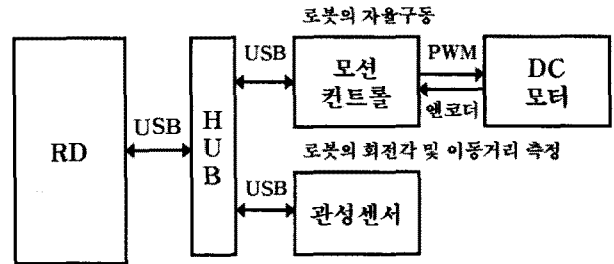 로봇의 자율구동
RD
USB
HUB
USB
모션
컨트롤
PWM
엔코더
DC
모터
로봇의 회전각 및 이동거리 측정
USB
관성센서